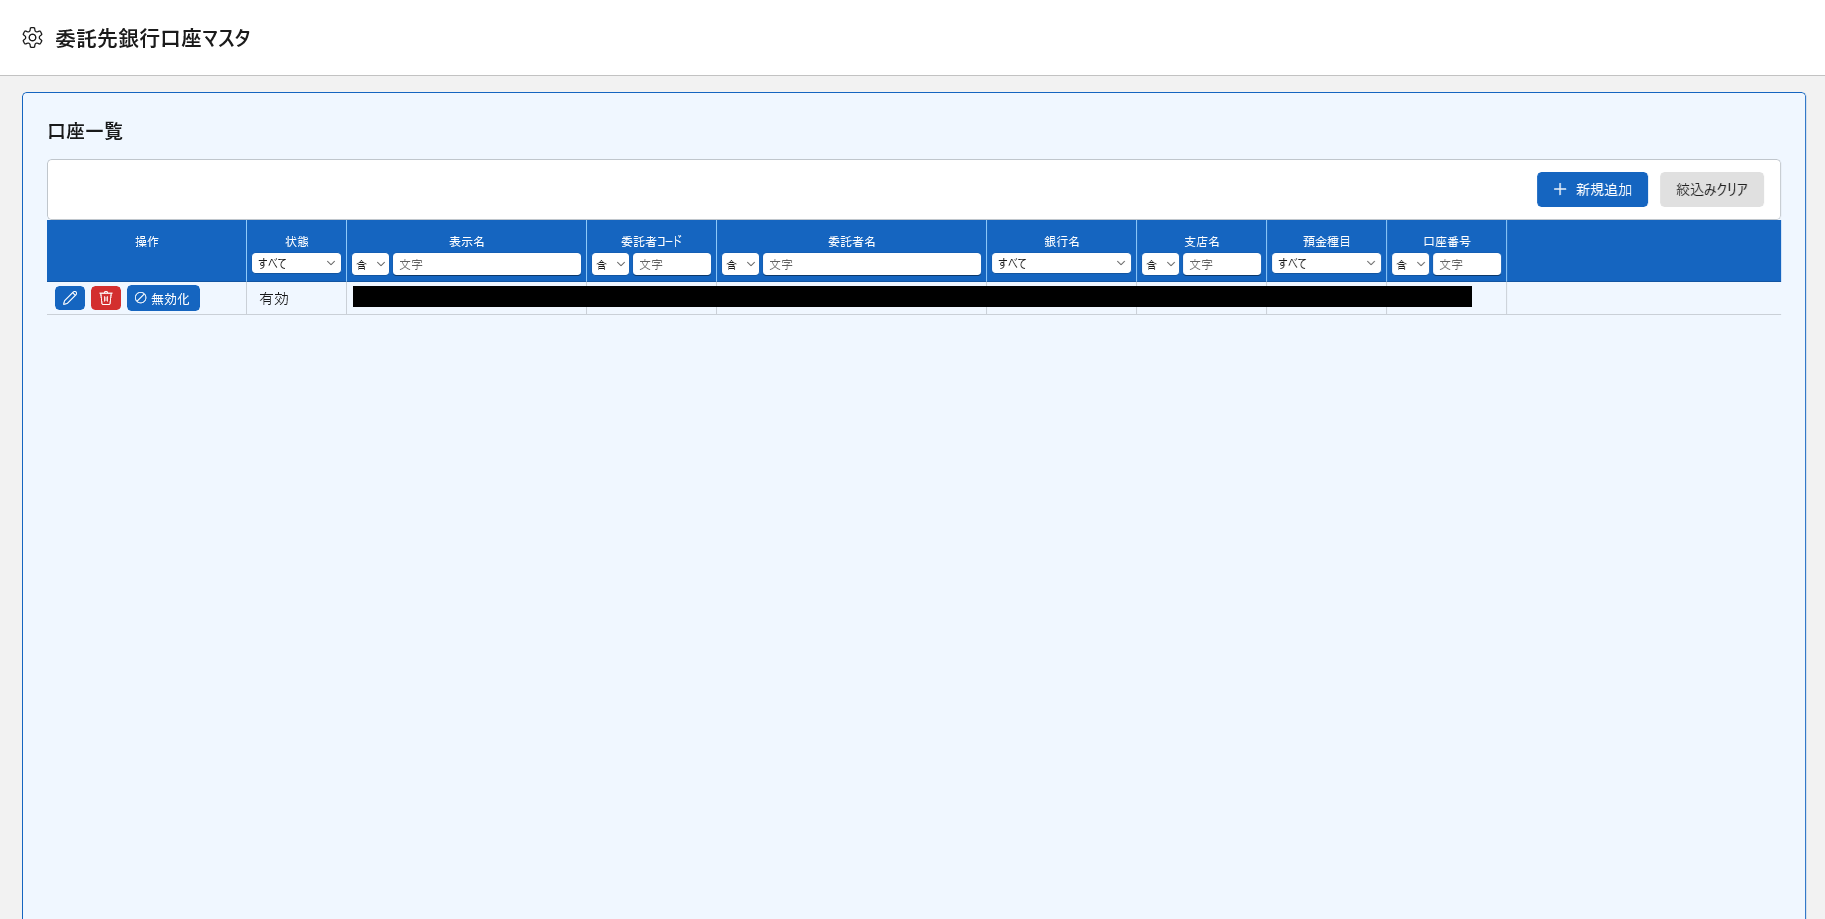 委託先銀行口座マスタ
口座一覧
新規追加 絞込みクリア
操作 状態 表示名 委託者コード 委託者名 銀行名 支店名 預金種目 口座番号
すべて 含 文字 含 文字 含 文字 すべて 含 文字 すべて 含 文字
無効化 有効